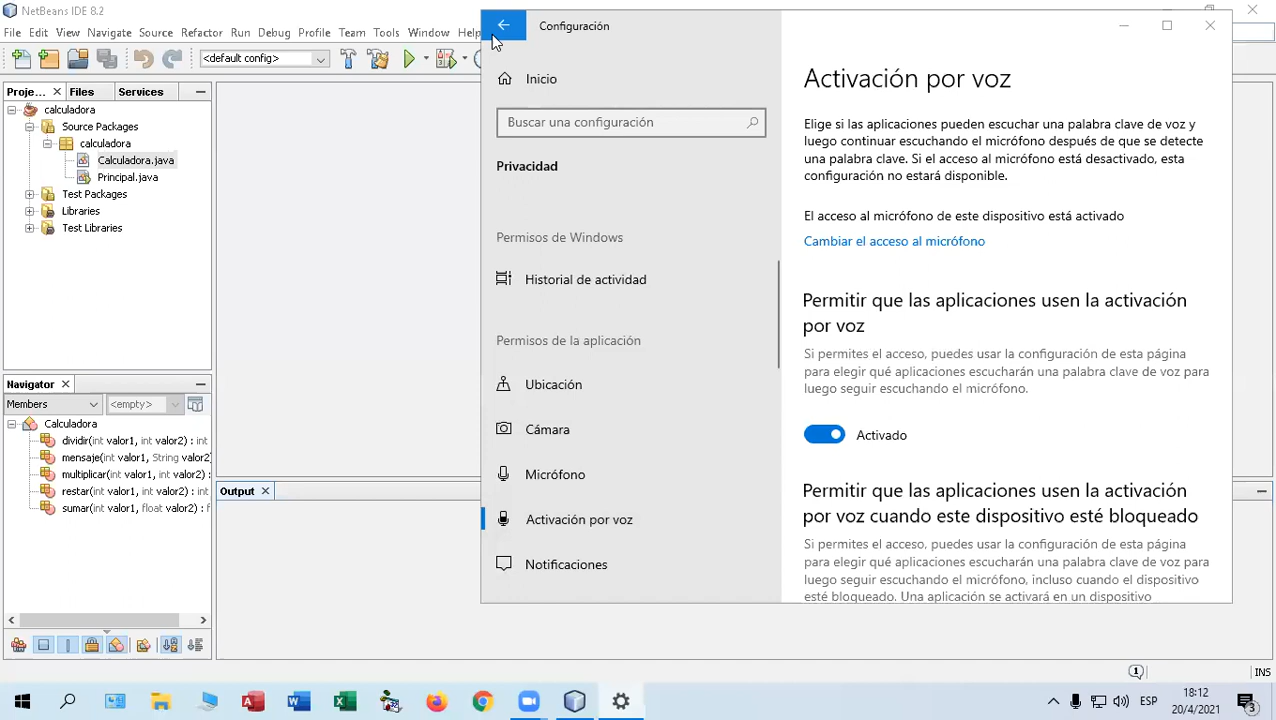 NetBeans IDE 8.2
File Edit View Navigate Source Refactor Run Debug Profile Team Tools Window Help
<default config>
Proje... Files Services
calculadora
Source Packages
calculadora
Calculadora.java
Principal.java
Test Packages
Libraries
Test Libraries
Navigator
Members
<empty>
Calculadora
dividir(int valor1, int valor2) : int
mensaje(int valor1, String valor2)
multiplicar(int valor1, int valor2) :
restar(int valor1, int valor2) : int
sumar(int valor1, float valor2) : f
Output
Configuración
Inicio
Buscar una configuración
Privacidad
Permisos de Windows
Historial de actividad
Permisos de la aplicación
Ubicación
Cámara
Micrófono
Activación por voz
Notificaciones
Activación por voz
Elige si las aplicaciones pueden escuchar una palabra clave de voz y
luego continuar escuchando el micrófono después de que se detecte
una palabra clave. Si el acceso al micrófono está desactivado, esta
configuración no estará disponible.
El acceso al micrófono de este dispositivo está activado
Cambiar el acceso al micrófono
Permitir que las aplicaciones usen la activación
por voz
Si permites el acceso, puedes usar la configuración de esta página
para elegir qué aplicaciones escucharán una palabra clave de voz para
luego seguir escuchando el micrófono.
Activado
Permitir que las aplicaciones usen la activación
por voz cuando este dispositivo esté bloqueado
Si permites el acceso, puedes usar la configuración de esta página
para elegir qué aplicaciones escucharán una palabra clave de voz para
luego seguir escuchando el micrófono, incluso cuando el dispositivo
esté bloqueado. Una aplicación se activará en un dispositivo
1
INS
ESP
18:12
20/4/2021
3